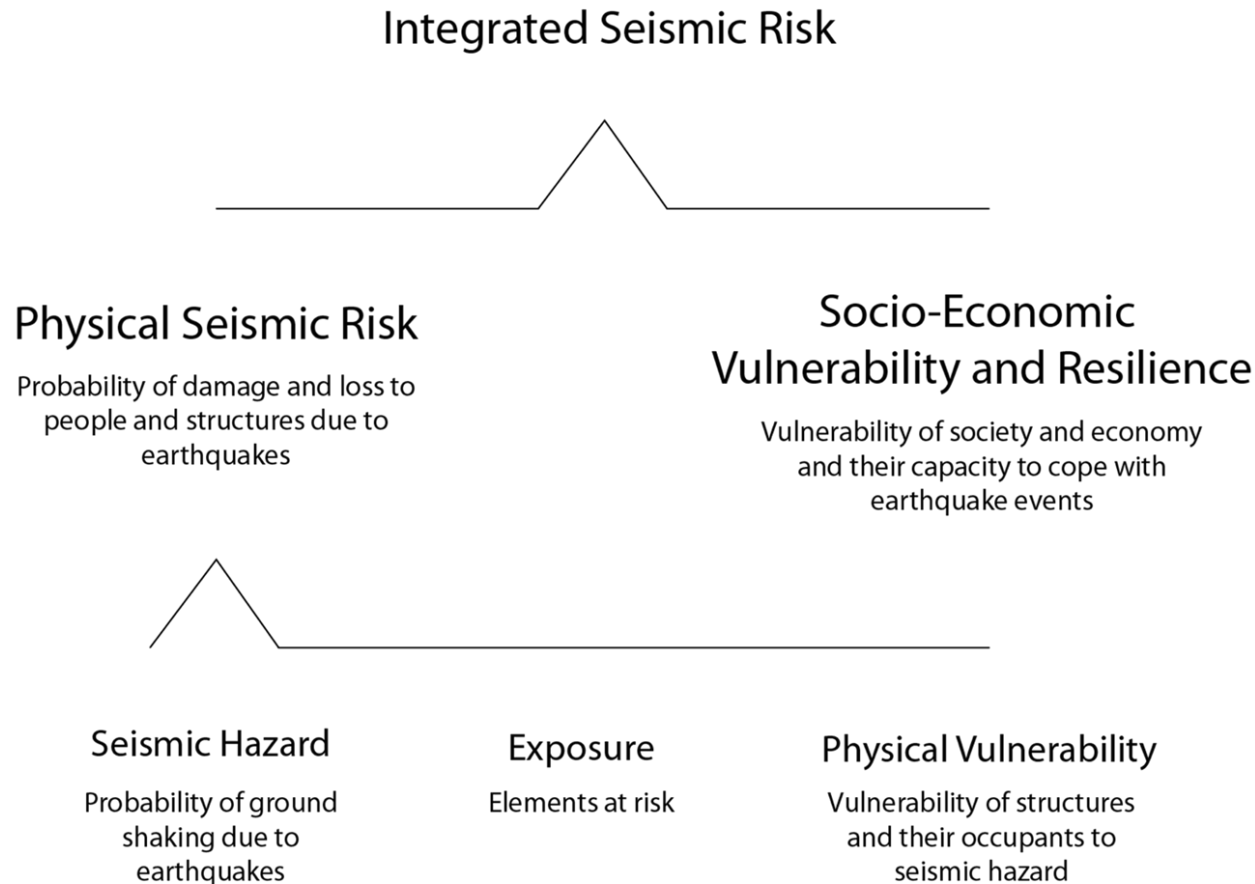 Integrated Seismic Risk
Physical Seismic Risk
Probability of damage and loss to
people and structures due to
earthquakes
Socio-Economic
Vulnerability and Resilience
Vulnerability of society and economy
and their capacity to cope with
earthquake events
Seismic Hazard
Probability of ground
shaking due to
earthquakes
Exposure
Elements at risk
Physical Vulnerability
Vulnerability of structures
and their occupants to
seismic hazard